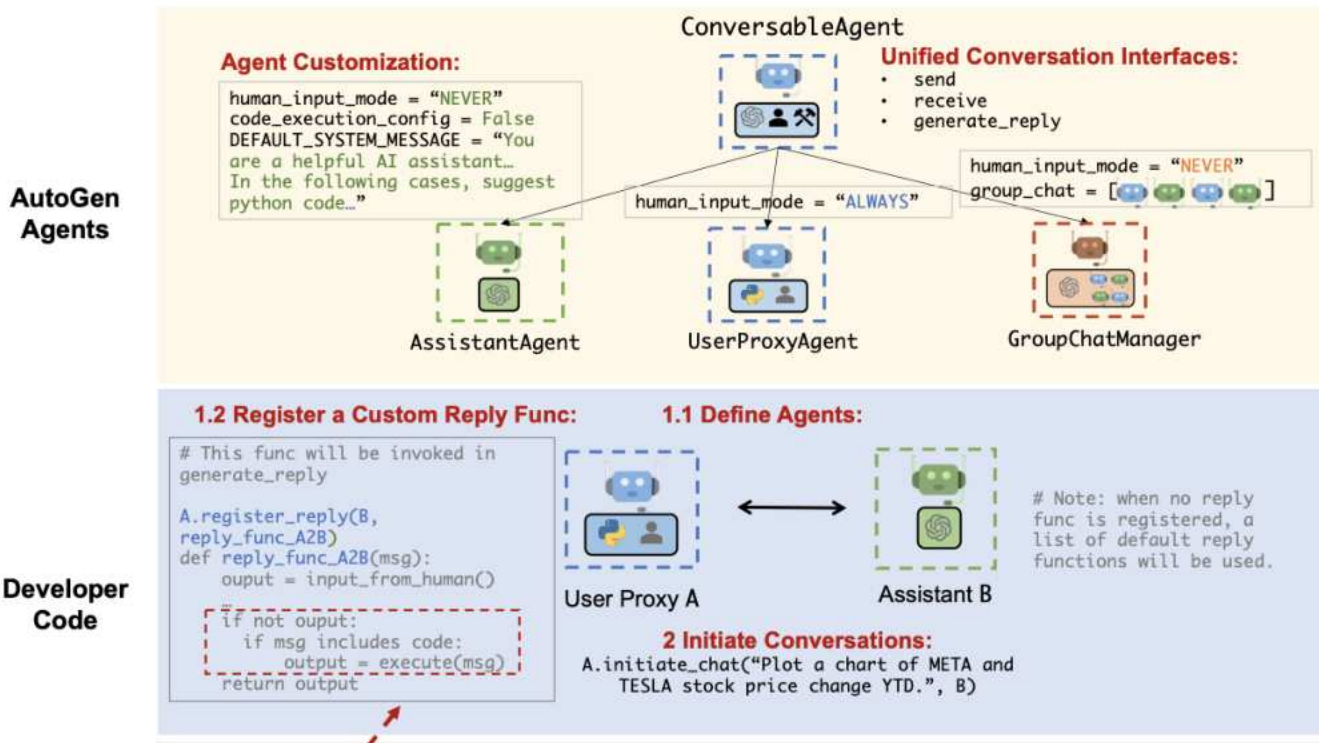 ConversableAgent
Agent Customization:
human_input_mode = “NEVER”
code_execution_config = False
DEFAULT_SYSTEM_MESSAGE = “You
are a helpful AI assistant…
In the following cases, suggest
python code…”
Unified Conversation Interfaces:
• send
• receive
• generate_reply
human_input_mode = “ALWAYS”
human_input_mode = “NEVER”
group_chat = [ ]
AutoGen
Agents
AssistantAgent
UserProxyAgent
GroupChatManager
1.2 Register a Custom Reply Func:
# This func will be invoked in
generate_reply
A.register_reply(B,
reply_func_A2B)
def reply_func_A2B(msg):
ouput = input_from_human()
…
if not ouput:
if msg includes code:
output = execute(msg)
return output
1.1 Define Agents:
User Proxy A
Assistant B
# Note: when no reply
func is registered, a
list of default reply
functions will be used.
Developer
Code
2 Initiate Conversations:
A.initiate_chat(“Plot a chart of META and
TESLA stock price change YTD.”, B)